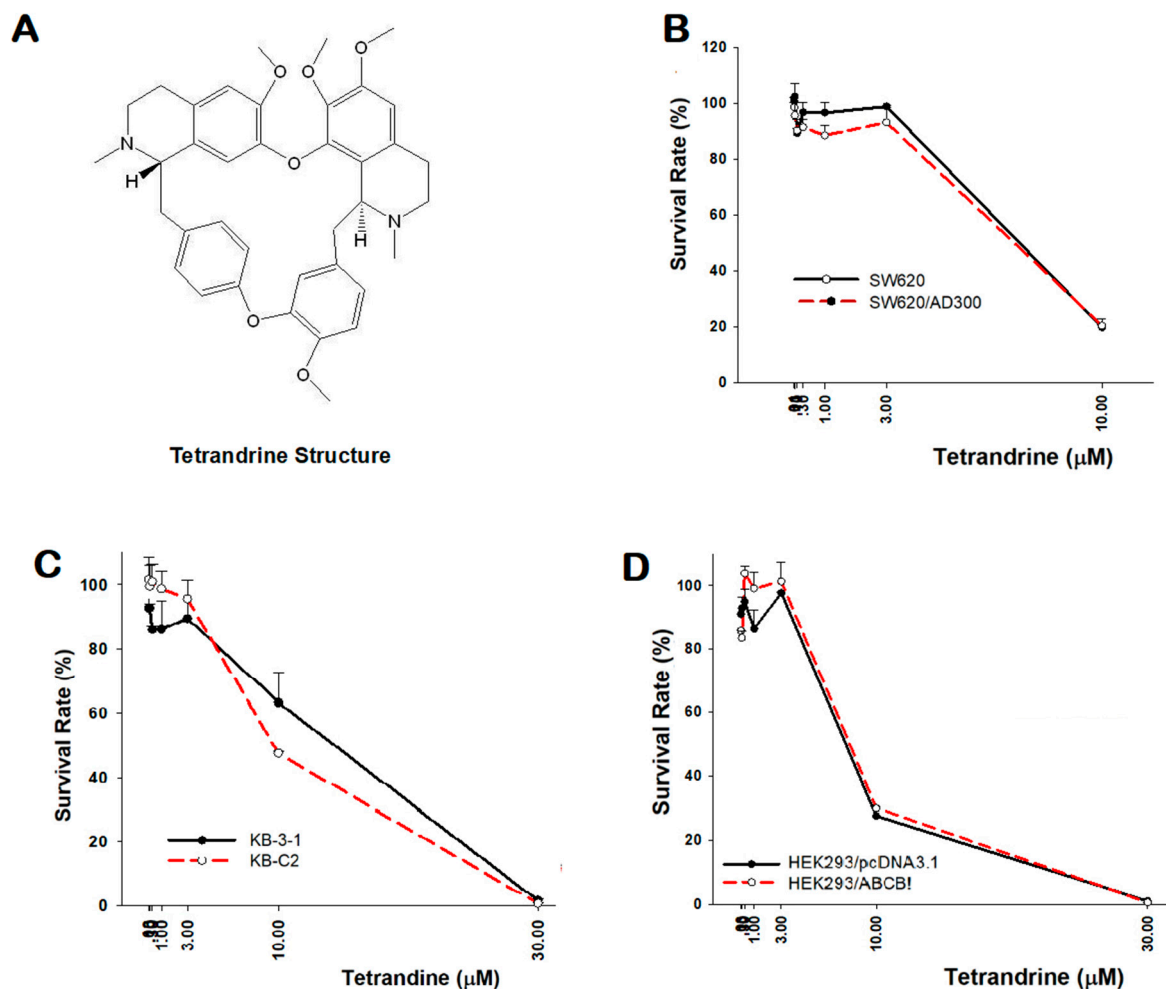 A
O
O
O
N
H
O
N
H
O
O
Tetrandrine Structure
B
120
100
80
60
40
20
0
Survival Rate (%)
SW620
SW620/AD300
1.00
3.00
10.00
Tetrandrine (μM)
C
100
80
60
40
20
0
Survival Rate (%)
KB-3-1
KB-C2
1.00
3.00
10.00
30.00
Tetrandine (μM)
D
100
80
60
40
20
0
Survival Rate (%)
HEK293/pcDNA3.1
HEK293/ABCB!
1.00
3.00
10.00
30.00
Tetrandrine (μM)